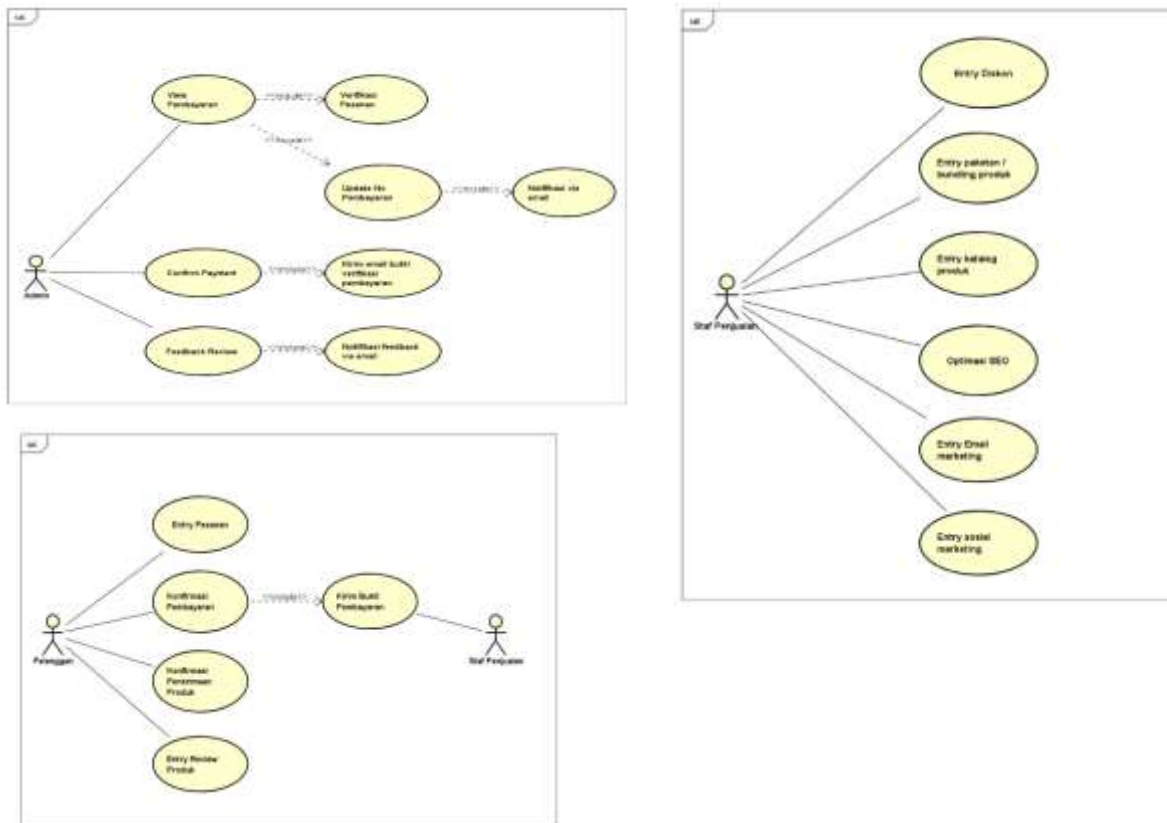 uc
View
Pembayaran
Verifikasi
Pesanan
Update No
Pembayaran
Notifikasi via
email
Admin
Confirm Payment
Kirim email bukti
verifikasi
pembayaran
Feedback Review
Notifikasi feedback
via email
uc
Entry Pesanan
Konfirmasi
Pembayaran
Kirim Bukti
Pembayaran
Pelanggan
Staf Penjualan
Konfirmasi
Penerimaan
Produk
Entry Review
Produk
uc
Entry Diskon
Entry paketan /
bundling produk
Entry katalog
produk
Staf Penjualan
Optimasi SEO
Entry Email
marketing
Entry sosial
marketing